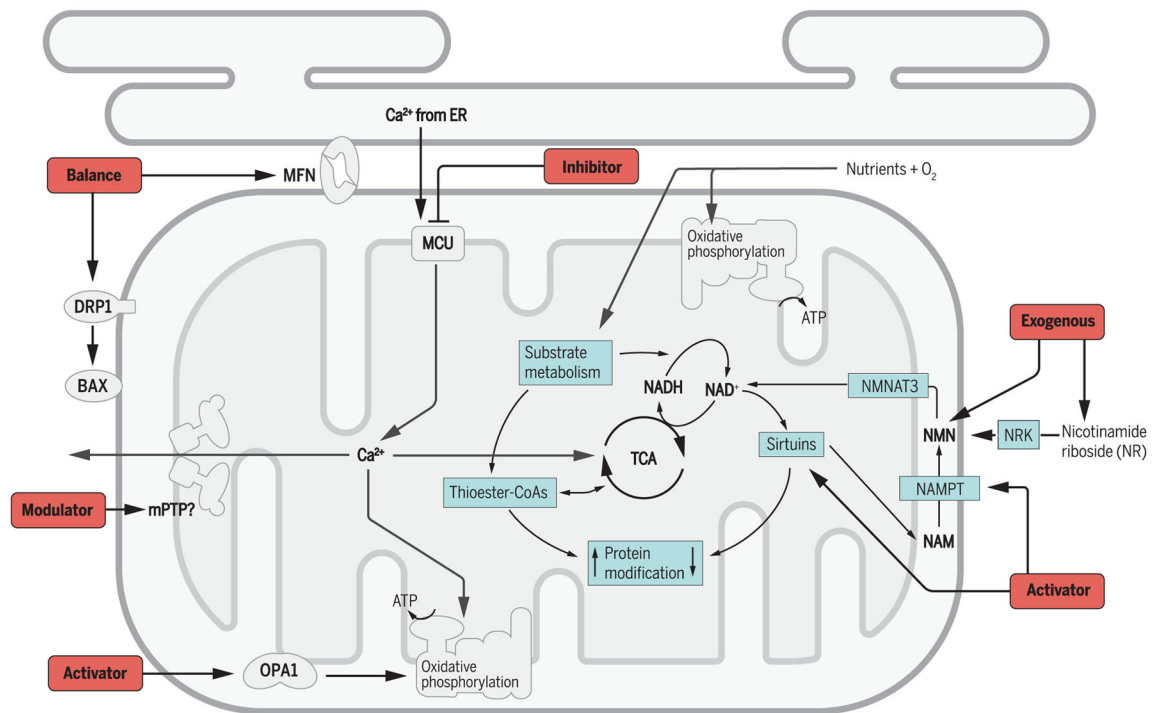 Ca²⁺ from ER
Balance
MFN
Inhibitor
Nutrients + O₂
MCU
Oxidative
phosphorylation
DRP1
ATP
Exogenous
BAX
Substrate
metabolism
NADH
NAD⁺
NMNAT3
NMN
NRK
Nicotinamide
riboside (NR)
Ca²⁺
TCA
Sirtuins
Thioester-CoAs
NAMPT
Modulator
mPTP?
NAM
Protein
modification
Activator
ATP
Activator
OPA1
Oxidative
phosphorylation